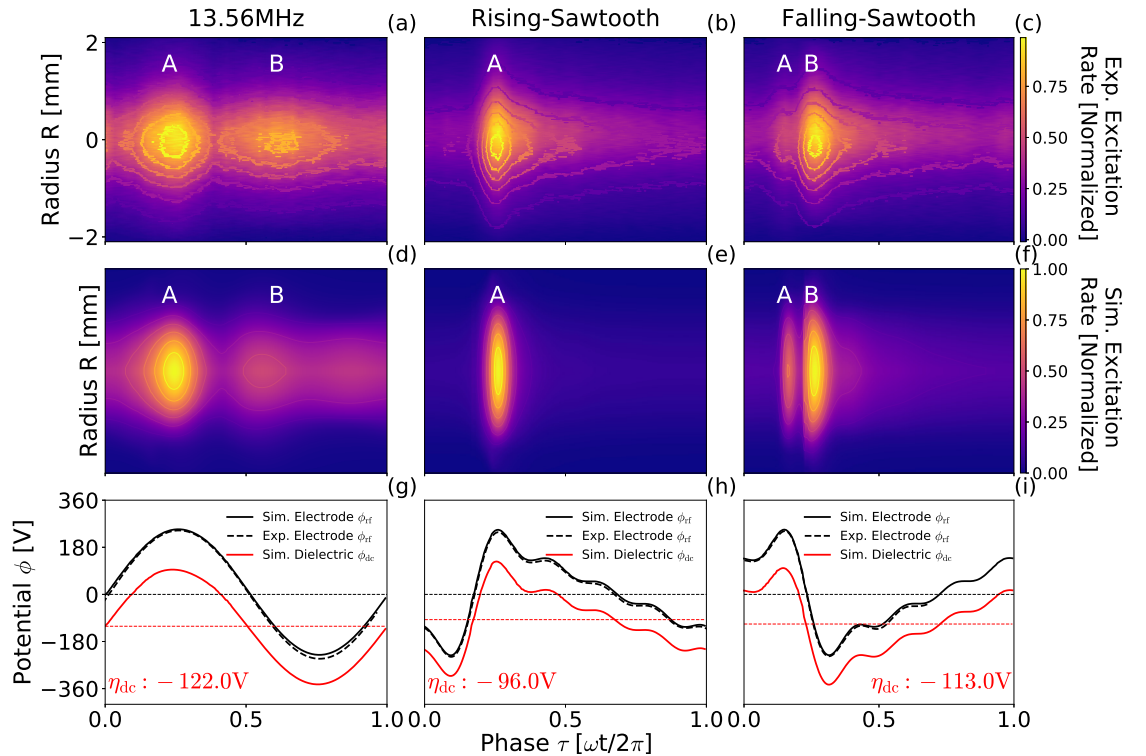 13.56MHz (a) Rising-Sawtooth (b) Falling-Sawtooth (c)
A B A A B
Radius R [mm]
2
0
−2
Exp. Excitation
Rate [Normalized]
0.75
0.50
0.25
0.00
(d) (e) (f)
A B A A B
Radius R [mm]
Sim. Excitation
Rate [Normalized]
1.00
0.75
0.50
0.25
0.00
(g) (h) (i)
Potential ϕ [V]
360
180
0
−180
−360
Sim. Electrode ϕrf
Exp. Electrode ϕrf
Sim. Dielectric ϕdc
ηdc : −122.0V
Sim. Electrode ϕrf
Exp. Electrode ϕrf
Sim. Dielectric ϕdc
ηdc : −96.0V
Sim. Electrode ϕrf
Exp. Electrode ϕrf
Sim. Dielectric ϕdc
ηdc : −113.0V
0.0 0.5 1.0 0.0 0.5 1.0 0.0 0.5 1.0
Phase τ [ωt/2π]